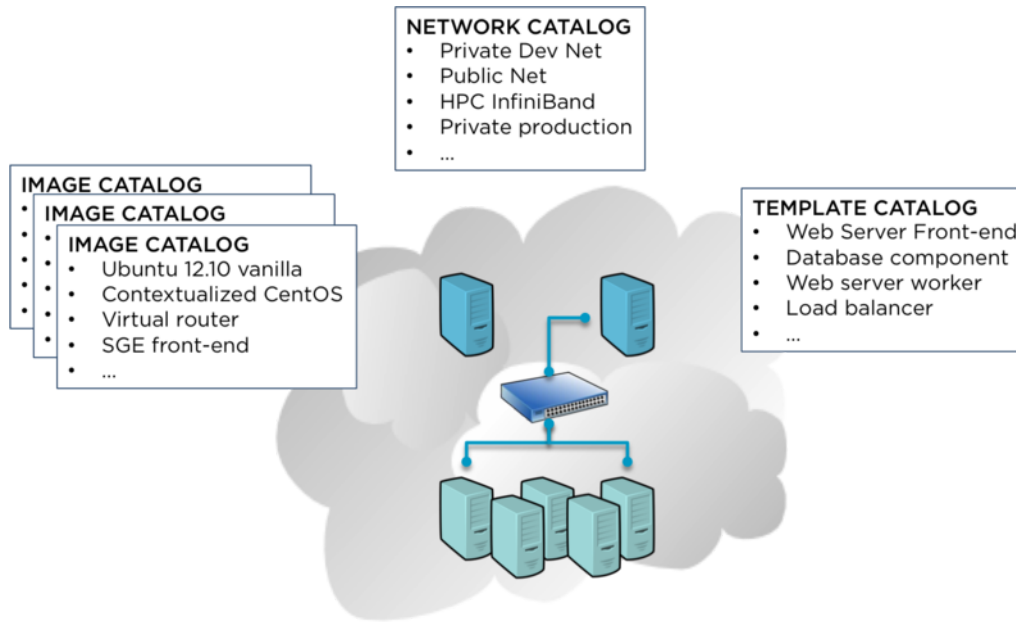 NETWORK CATALOG
• Private Dev Net
• Public Net
• HPC InfiniBand
• Private production
• ...
IMAGE CATALOG
IMAGE CATALOG
IMAGE CATALOG
• Ubuntu 12.10 vanilla
• Contextualized CentOS
• Virtual router
• SGE front-end
• ...
TEMPLATE CATALOG
• Web Server Front-end
• Database component
• Web server worker
• Load balancer
• ...